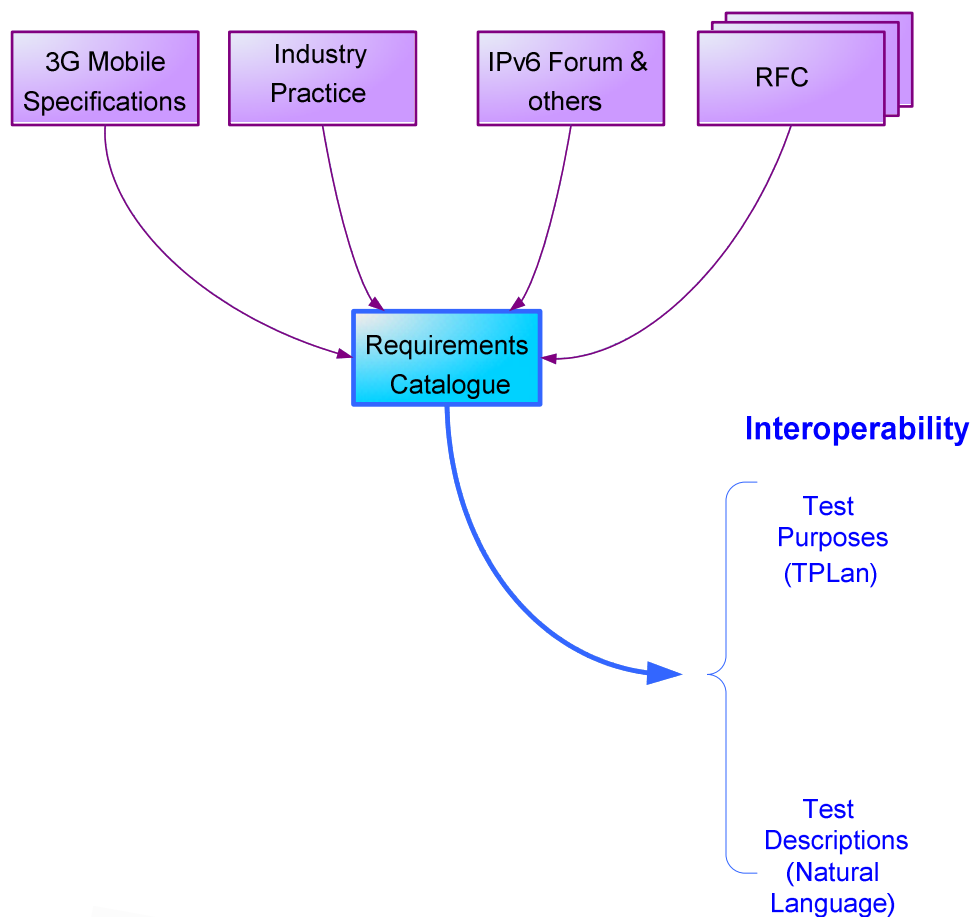 3G Mobile
Specifications
Industry
Practice
IPv6 Forum &
others
RFC
Requirements
Catalogue
Interoperability
Test
Purposes
(TPLan)
Test
Descriptions
(Natural
Language)